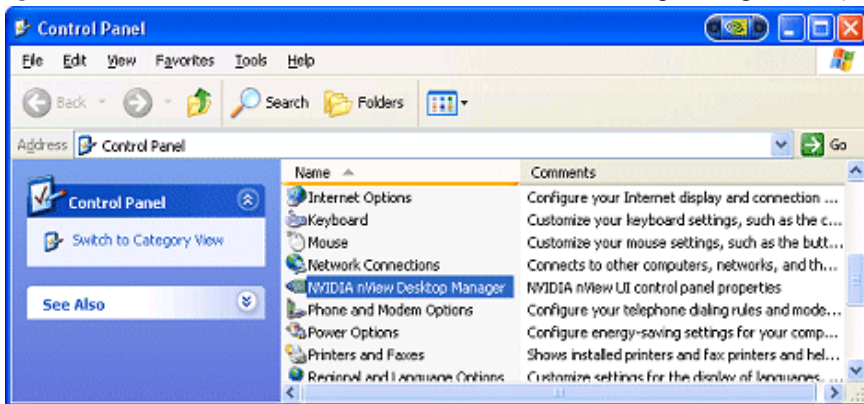 Control Panel
File Edit View Favorites Tools Help
Back Search Folders
Address Control Panel Go
Name Comments
Control Panel
Switch to Category View
See Also
Internet Options Configure your Internet display and connection ...
Keyboard Customize your keyboard settings, such as the c...
Mouse Customize your mouse settings, such as the butt...
Network Connections Connects to other computers, networks, and th...
NVIDIA nView Desktop Manager NVIDIA nView UI control panel properties
Phone and Modem Options Configure your telephone dialing rules and mode...
Power Options Configure energy-saving settings for your comp...
Printers and Faxes Shows installed printers and fax printers and hel...
Regional and Language Options Customize settings for the display of languages, ...